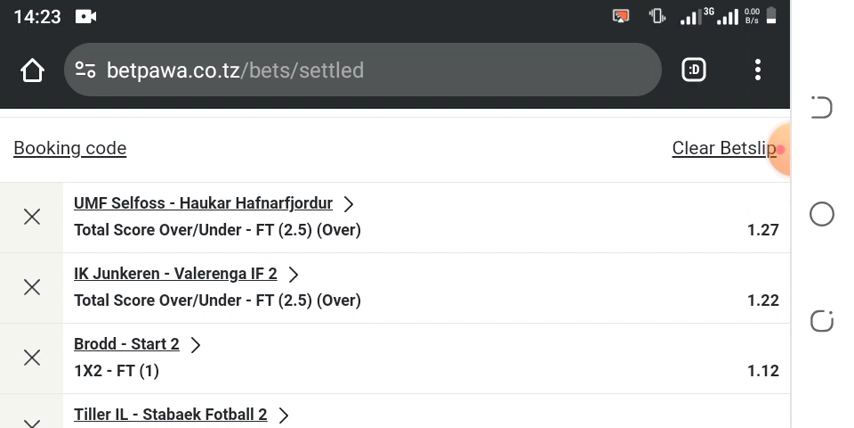 14:23
3G
0.00 B/s
betpawa.co.tz/bets/settled
:D
Booking code
Clear Betslip
UMF Selfoss - Haukar Hafnarfjordur
Total Score Over/Under - FT (2.5) (Over) 1.27
IK Junkeren - Valerenga IF 2
Total Score Over/Under - FT (2.5) (Over) 1.22
Brodd - Start 2
1X2 - FT (1) 1.12
Tiller IL - Stabaek Fotball 2